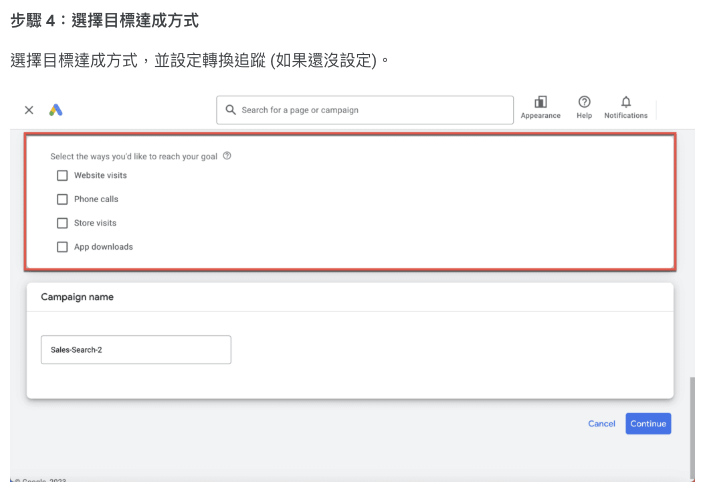 步驟 4：選擇目標達成方式
選擇目標達成方式，並設定轉換追蹤 (如果還沒設定)。
Search for a page or campaign
Appearance
Help
Notifications
Select the ways you'd like to reach your goal
Website visits
Phone calls
Store visits
App downloads
Campaign name
Sales-Search-2
Cancel
Continue
© Google, 2023